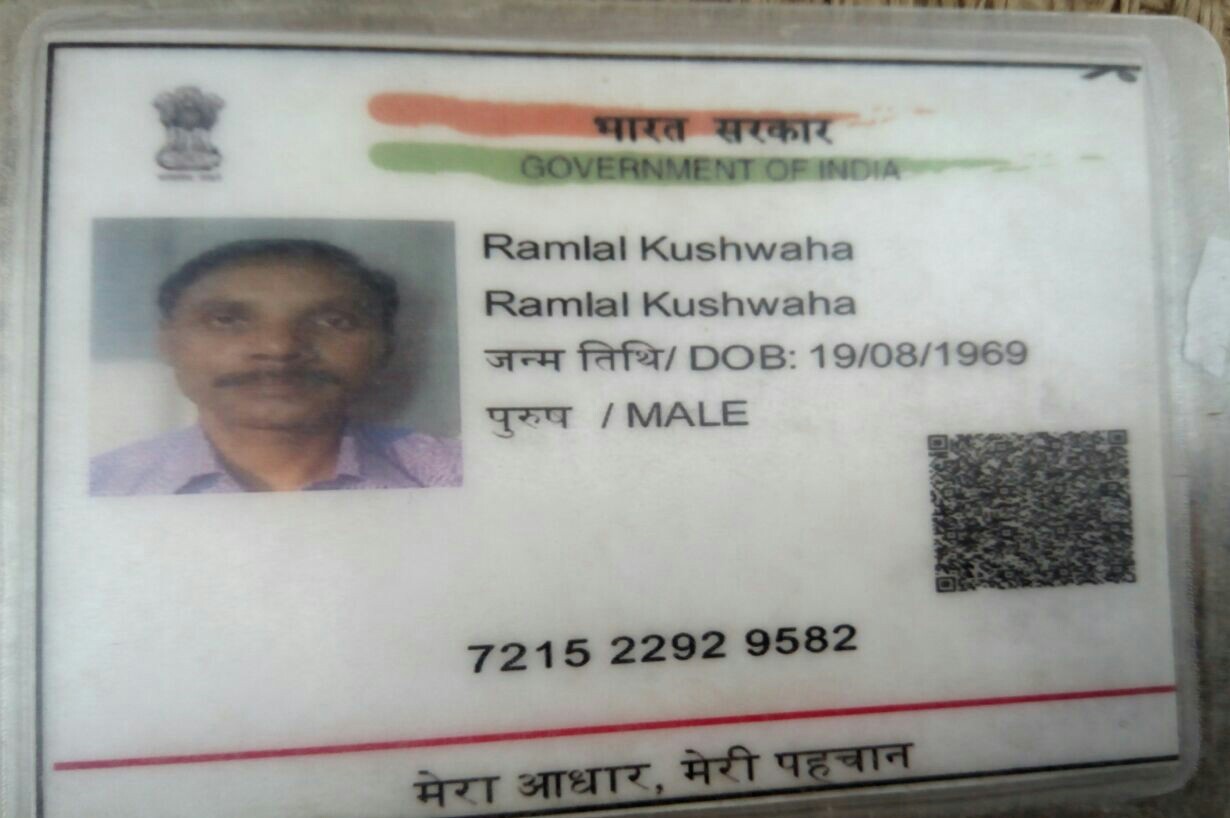 भारत सरकार
GOVERNMENT OF INDIA
Ramlal Kushwaha
Ramlal Kushwaha
जन्म तिथि/ DOB: 19/08/1969
पुरुष / MALE
7215 2292 9582
मेरा आधार, मेरी पहचान